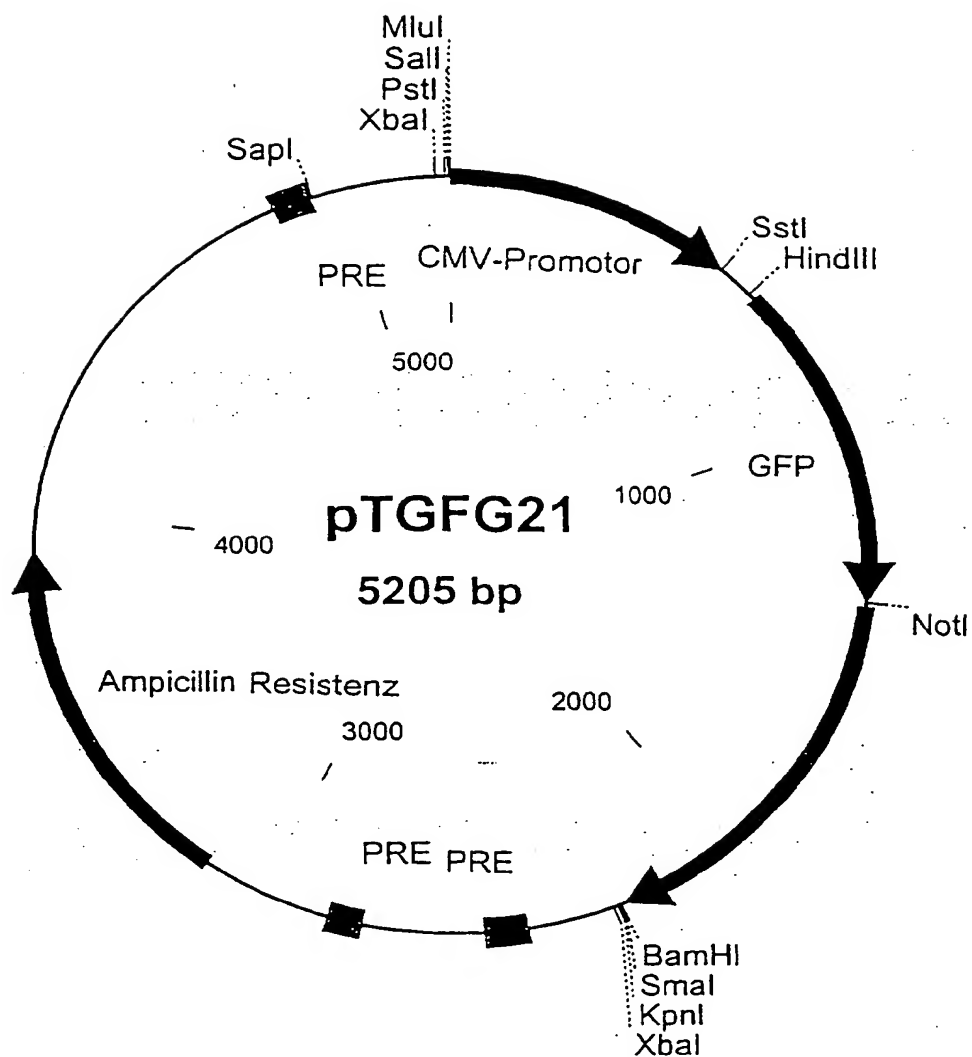 MluI
SalI
PstI
XbaI
SapI
SstI
HindIII
CMV-Promotor
PRE
5000
GFP
1000
pTGFG21
4000
5205 bp
NotI
Ampicillin Resistenz
2000
3000
PRE PRE
BamHI
SmaI
KpnI
XbaI